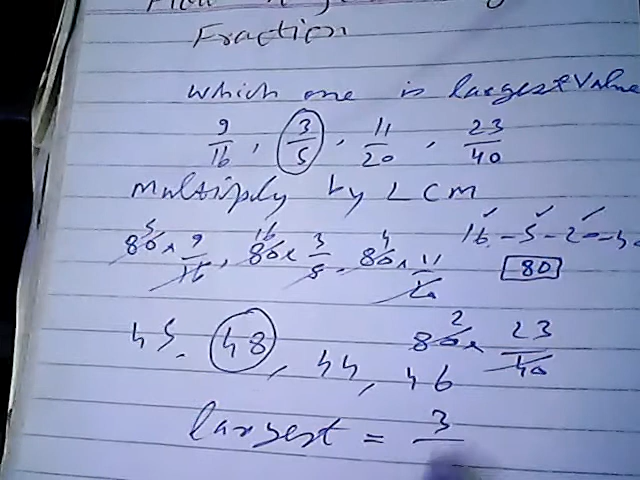 Fraction
Which one is largest value
9/16, 3/5, 11/20, 23/40
Multiply by LCM
16 - 5 - 20 - 40
80 x 9/16, 80 x 3/5, 80 x 11/20
5 16 4
80
80 x 23/40
2
45, 48, 44, 46
largest = 3